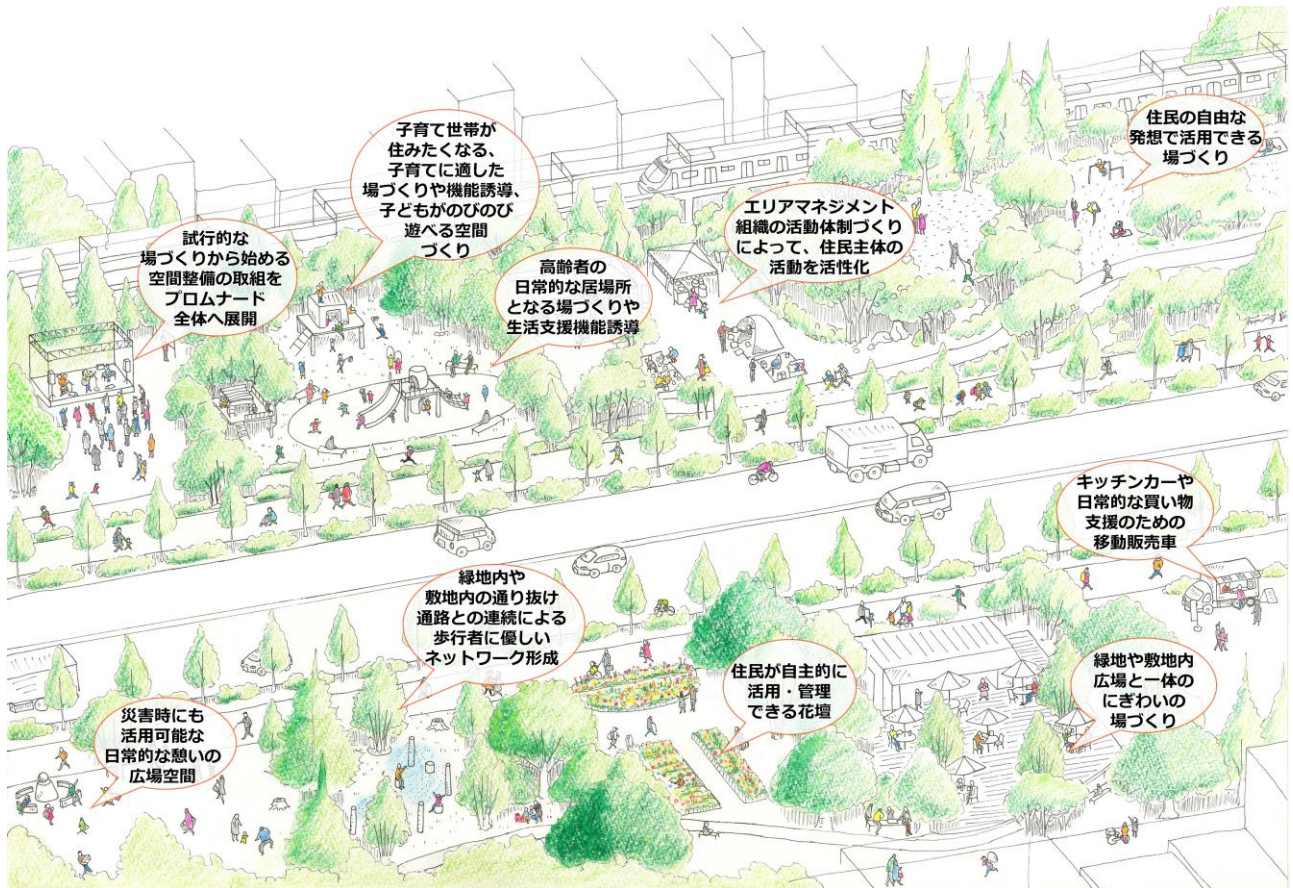 子育て世帯が
住みたくなる、
子育てに適した
場づくりや機能誘導、
子どもがのびのび
遊べる空間
づくり
住民の自由な
発想で活用できる
場づくり
エリアマネジメント
組織の活動体制づくり
によって、住民主体の
活動を活性化
試行的な
場づくりから始める
空間整備の取組を
プロムナード
全体へ展開
高齢者の
日常的な居場所
となる場づくりや
生活支援機能誘導
キッチンカーや
日常的な買い物
支援のための
移動販売車
緑地内や
敷地内の通り抜け
通路との連続による
歩行者に優しい
ネットワーク形成
住民が自主的に
活用・管理
できる花壇
緑地や敷地内
広場と一体の
にぎわいの
場づくり
災害時にも
活用可能な
日常的な憩いの
広場空間